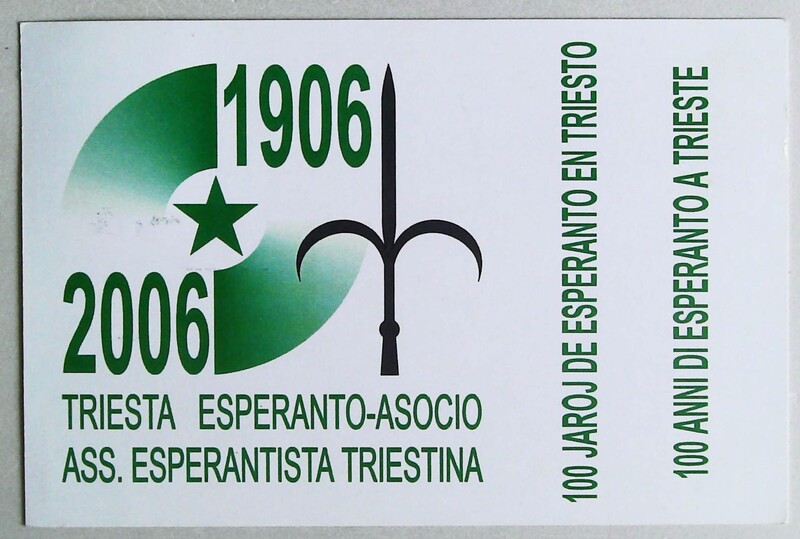 1906
2006
TRIESTA ESPERANTO-ASOCIO
ASS. ESPERANTISTA TRIESTINA
100 JAROJ DE ESPERANTO EN TRIESTO
100 ANNI DI ESPERANTO A TRIESTE